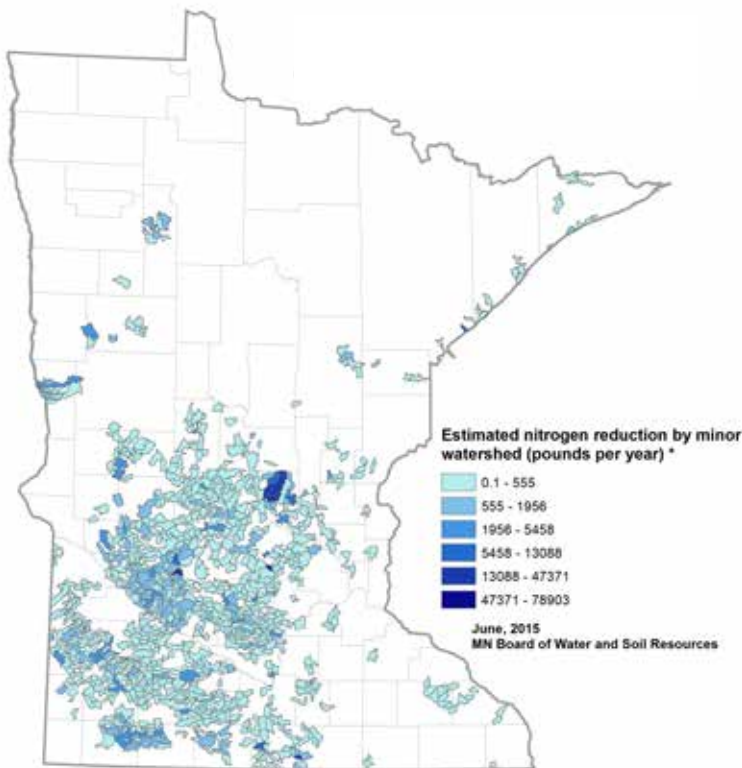 Estimated nitrogen reduction by minor
watershed (pounds per year) *
0.1 - 555
555 - 1956
1956 - 5458
5458 - 13088
13088 - 47371
47371 - 78903
June, 2015
MN Board of Water and Soil Resources